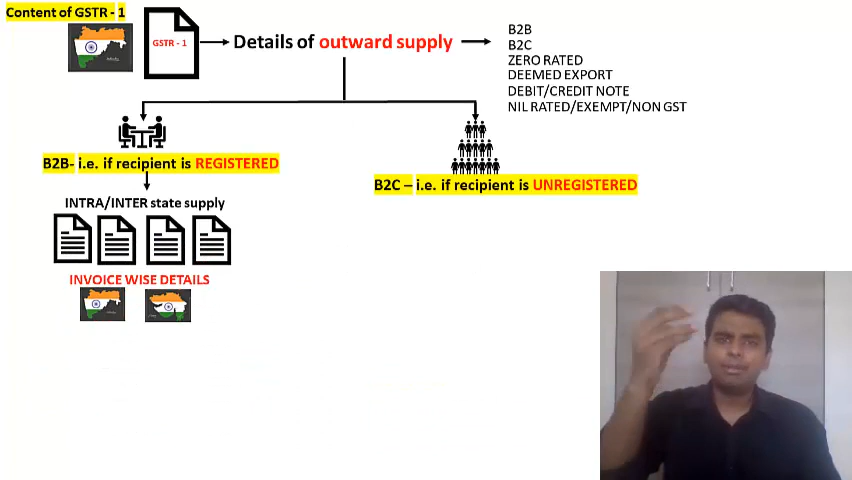 Content of GSTR - 1
GSTR - 1
Details of outward supply
B2B
B2C
ZERO RATED
DEEMED EXPORT
DEBIT/CREDIT NOTE
NIL RATED/EXEMPT/NON GST
B2B- i.e. if recipient is REGISTERED
B2C – i.e. if recipient is UNREGISTERED
INTRA/INTER state supply
INVOICE WISE DETAILS